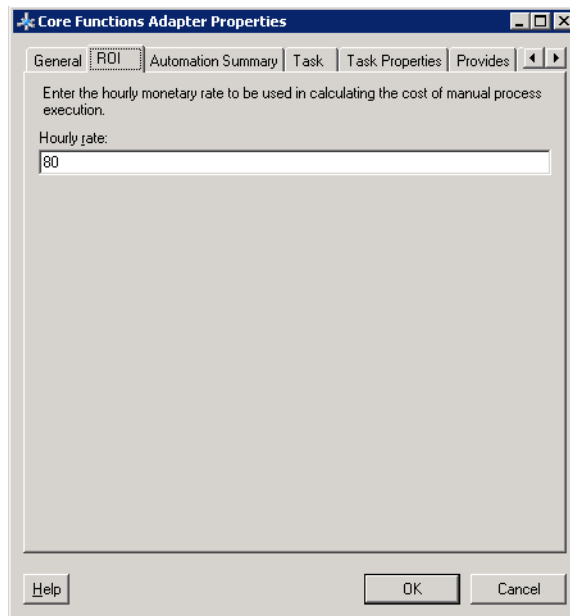 Core Functions Adapter Properties
General ROI Automation Summary Task Task Properties Provides
Enter the hourly monetary rate to be used in calculating the cost of manual process
execution.
Hourly rate:
80
Help OK Cancel